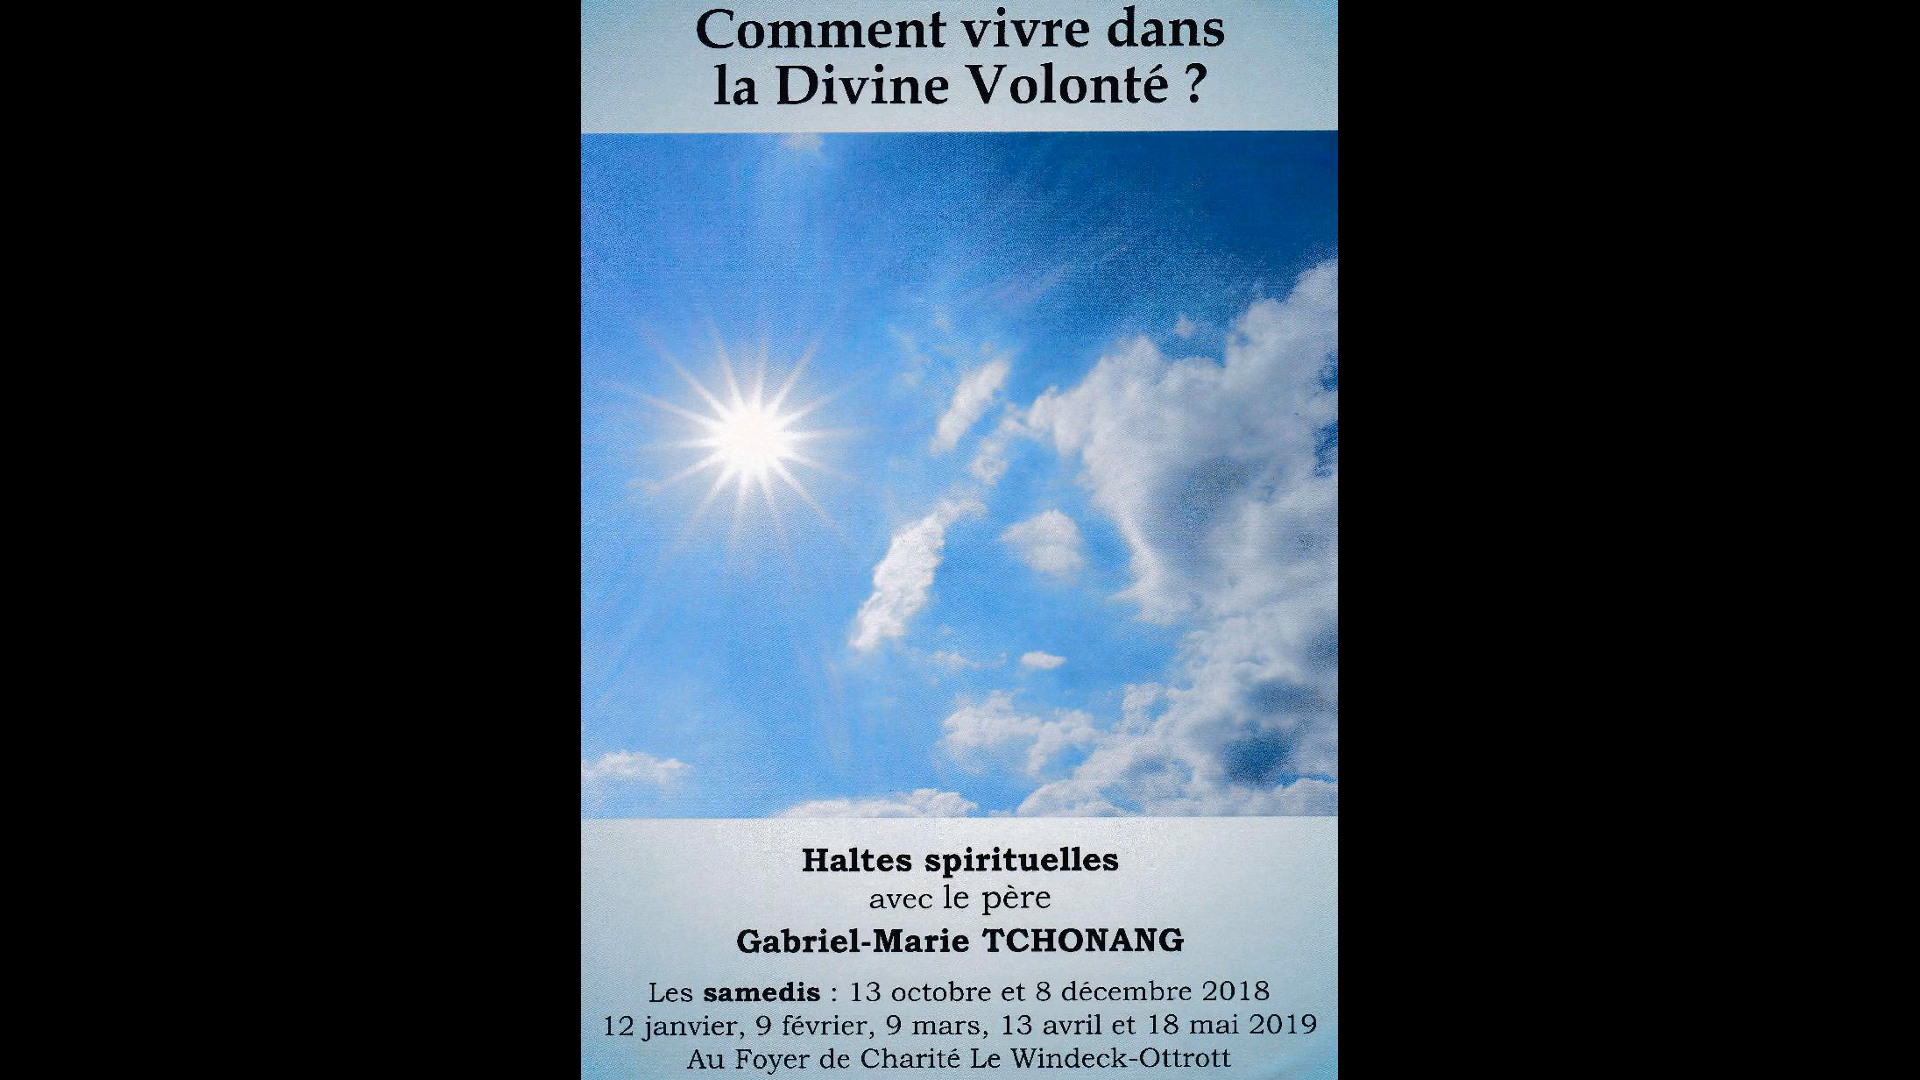 Comment vivre dans
la Divine Volonté ?
Haltes spirituelles
avec le père
Gabriel-Marie TCHONANG
Les samedis : 13 octobre et 8 décembre 2018
12 janvier, 9 février, 9 mars, 13 avril et 18 mai 2019
Au Foyer de Charité Le Windeck-Ottrott